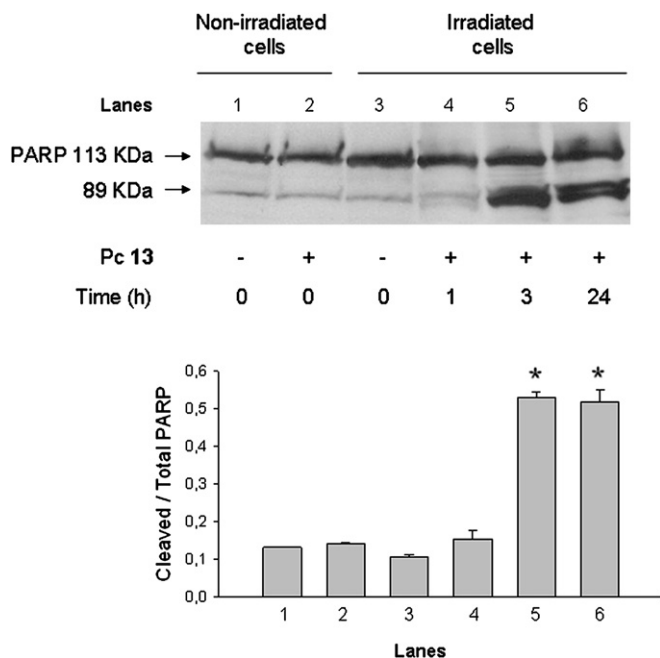 Non-irradiated cells
Irradiated cells
Lanes 1 2 3 4 5 6
PARP 113 KDa
89 KDa
Pc 13 - + - + + +
Time (h) 0 0 0 1 3 24
* *
0,6
0,5
0,4
0,3
0,2
0,1
0,0
Cleaved / Total PARP
1 2 3 4 5 6
Lanes